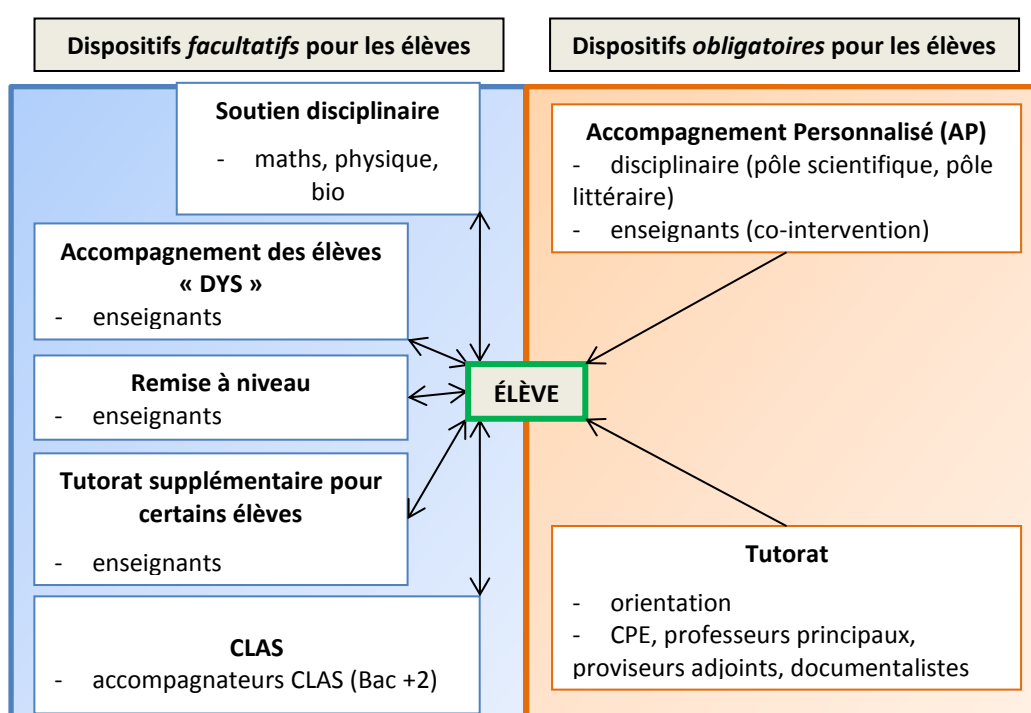 Dispositifs facultatifs pour les élèves
Dispositifs obligatoires pour les élèves
Soutien disciplinaire
- maths, physique,
bio
Accompagnement des élèves
« DYS »
- enseignants
Remise à niveau
- enseignants
Tutorat supplémentaire pour
certains élèves
- enseignants
CLAS
- accompagnateurs CLAS (Bac +2)
ÉLÈVE
Accompagnement Personnalisé (AP)
- disciplinaire (pôle scientifique, pôle
littéraire)
- enseignants (co-intervention)
Tutorat
- orientation
- CPE, professeurs principaux,
proviseurs adjoints, documentalistes